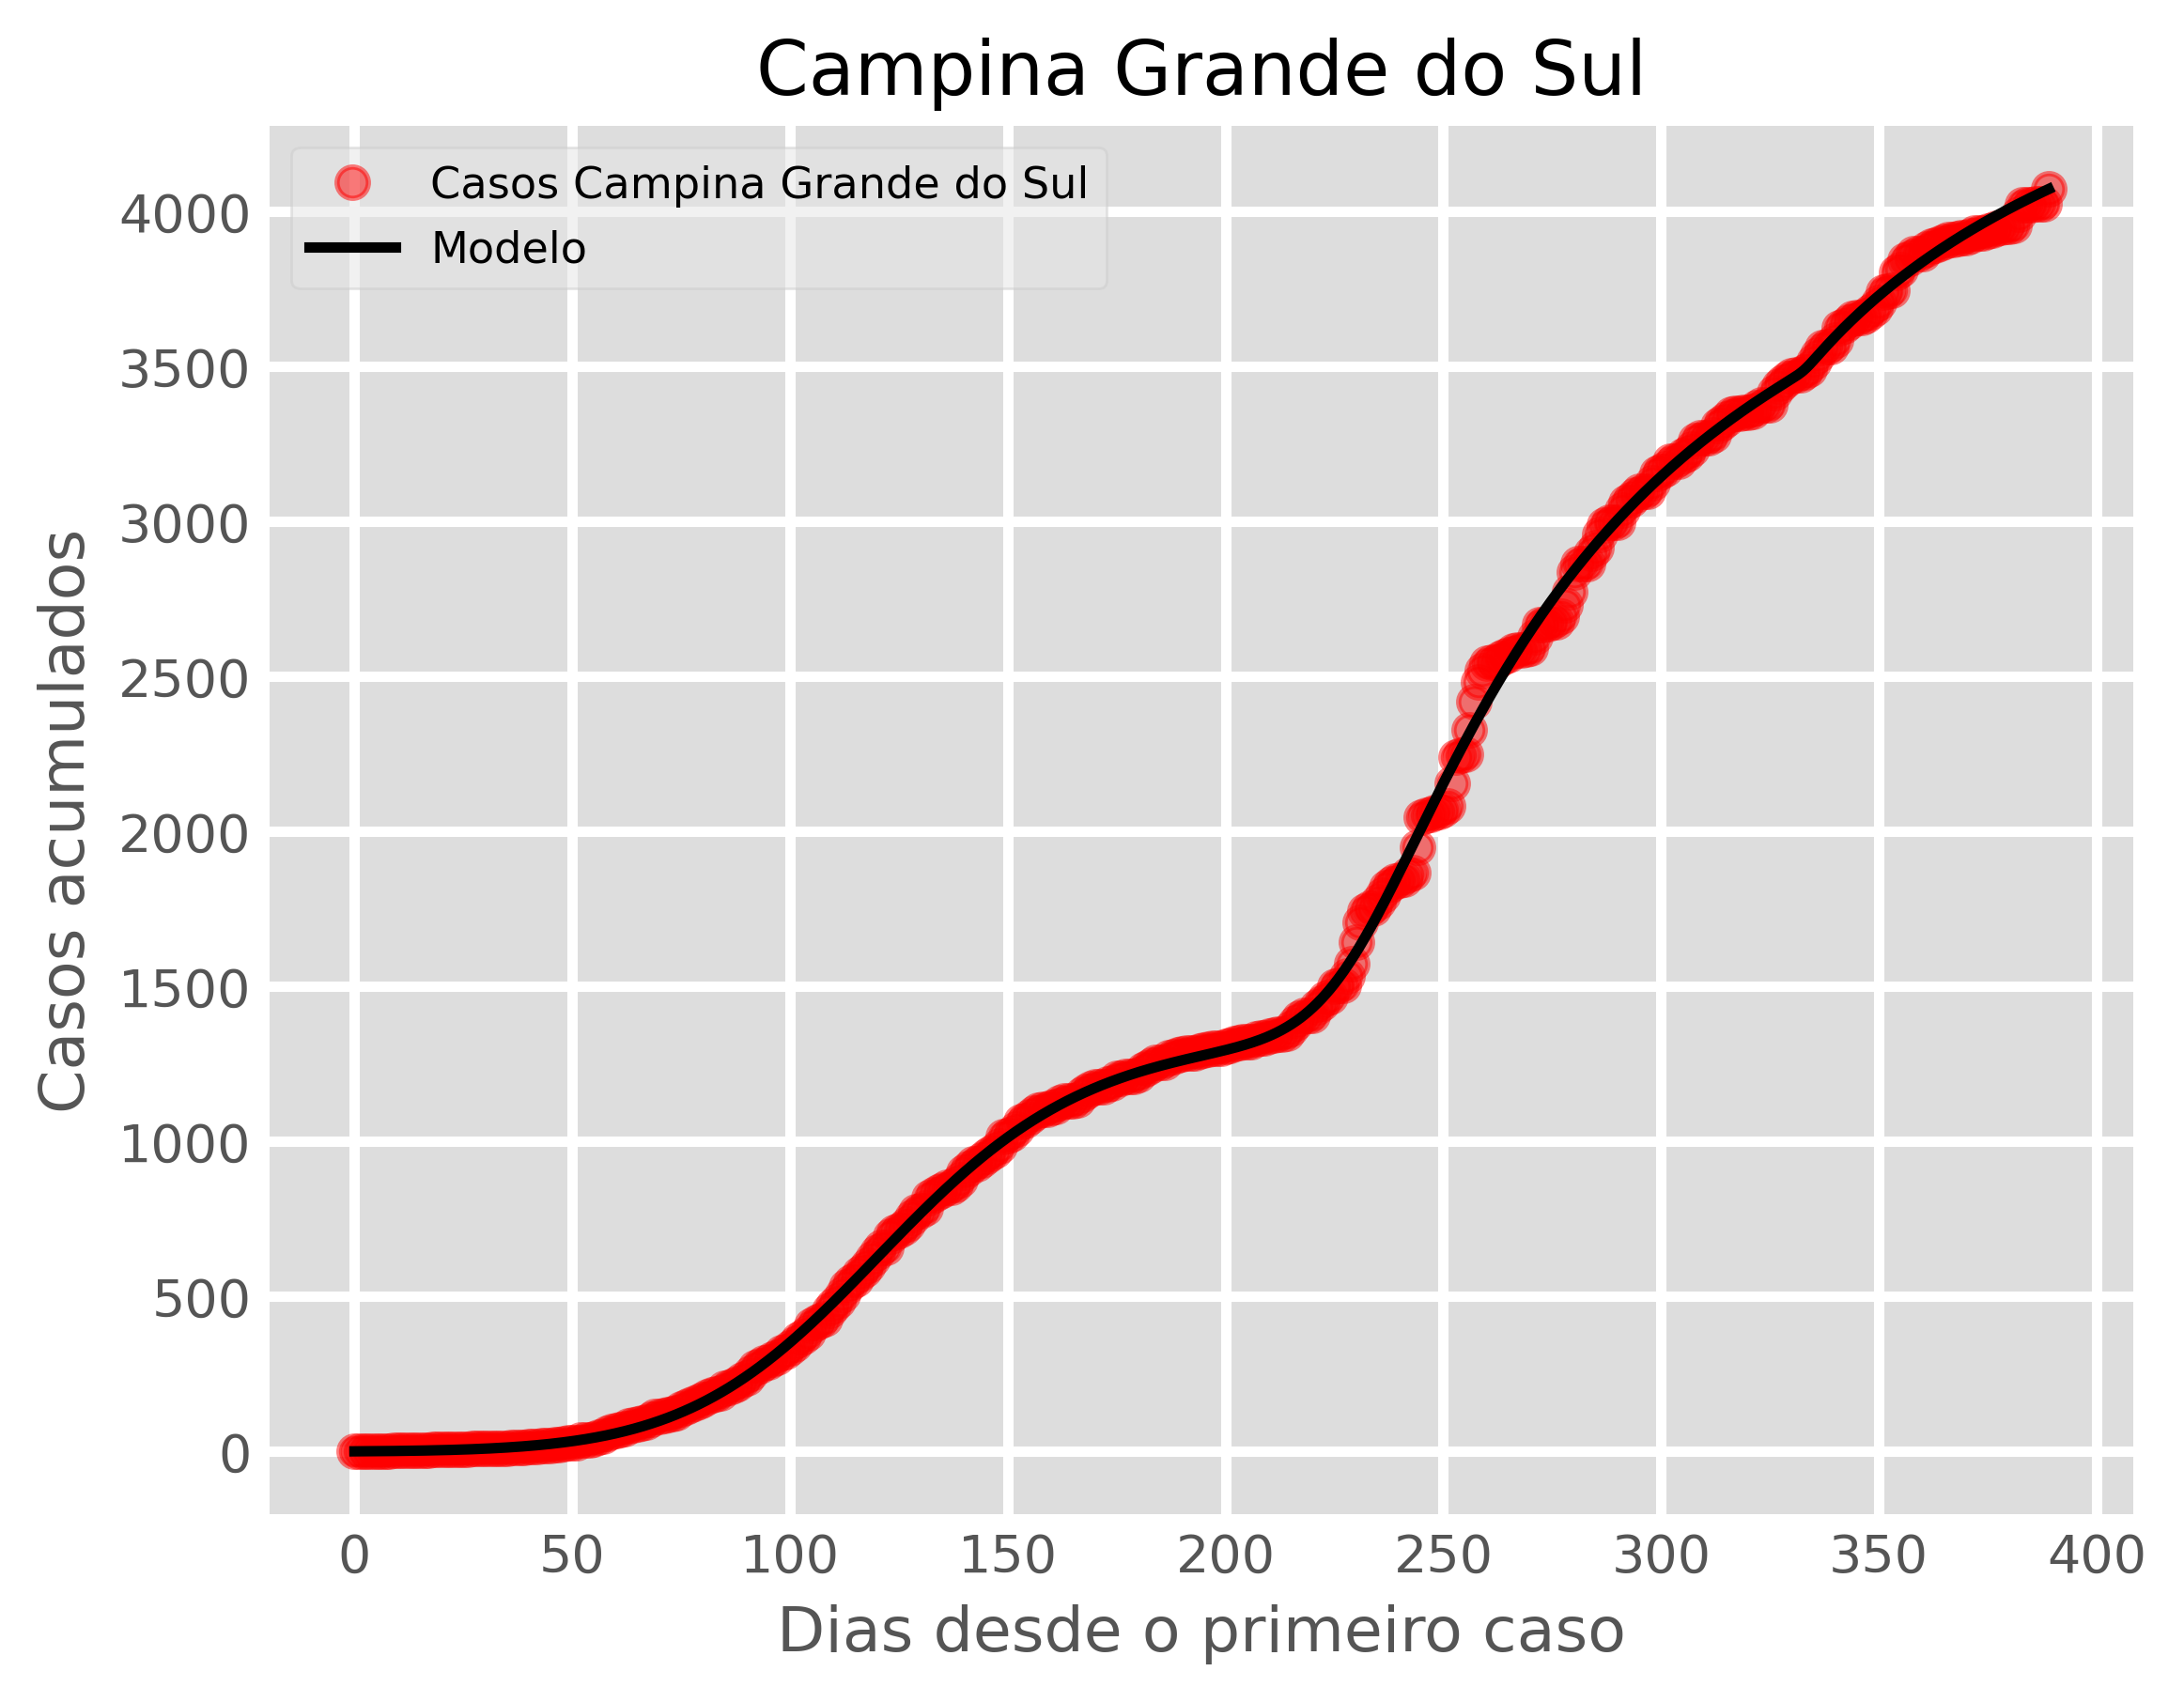 Campina Grande do Sul
Casos Campina Grande do Sul
Modelo
Casos acumulados
4000
3500
3000
2500
2000
1500
1000
500
0
0 50 100 150 200 250 300 350 400
Dias desde o primeiro caso